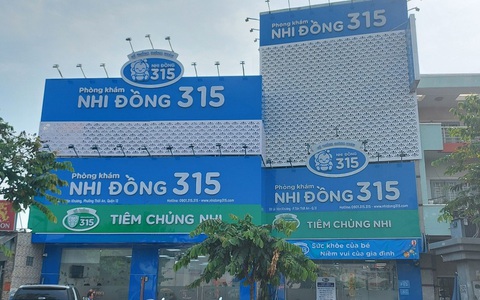 Phòng khám
NHI ĐỒNG 315
NHI ĐỒNG
315
Phòng khám
NHI ĐỒNG 315
Phòng khám
NHI ĐỒNG 315
315
TIÊM CHỦNG NHI
NHI ĐỒNG
315
Phòng khám
NHI ĐỒNG 315
TIÊM CHỦNG NHI
315
Sức khỏe của bé
Niềm vui của gia đình